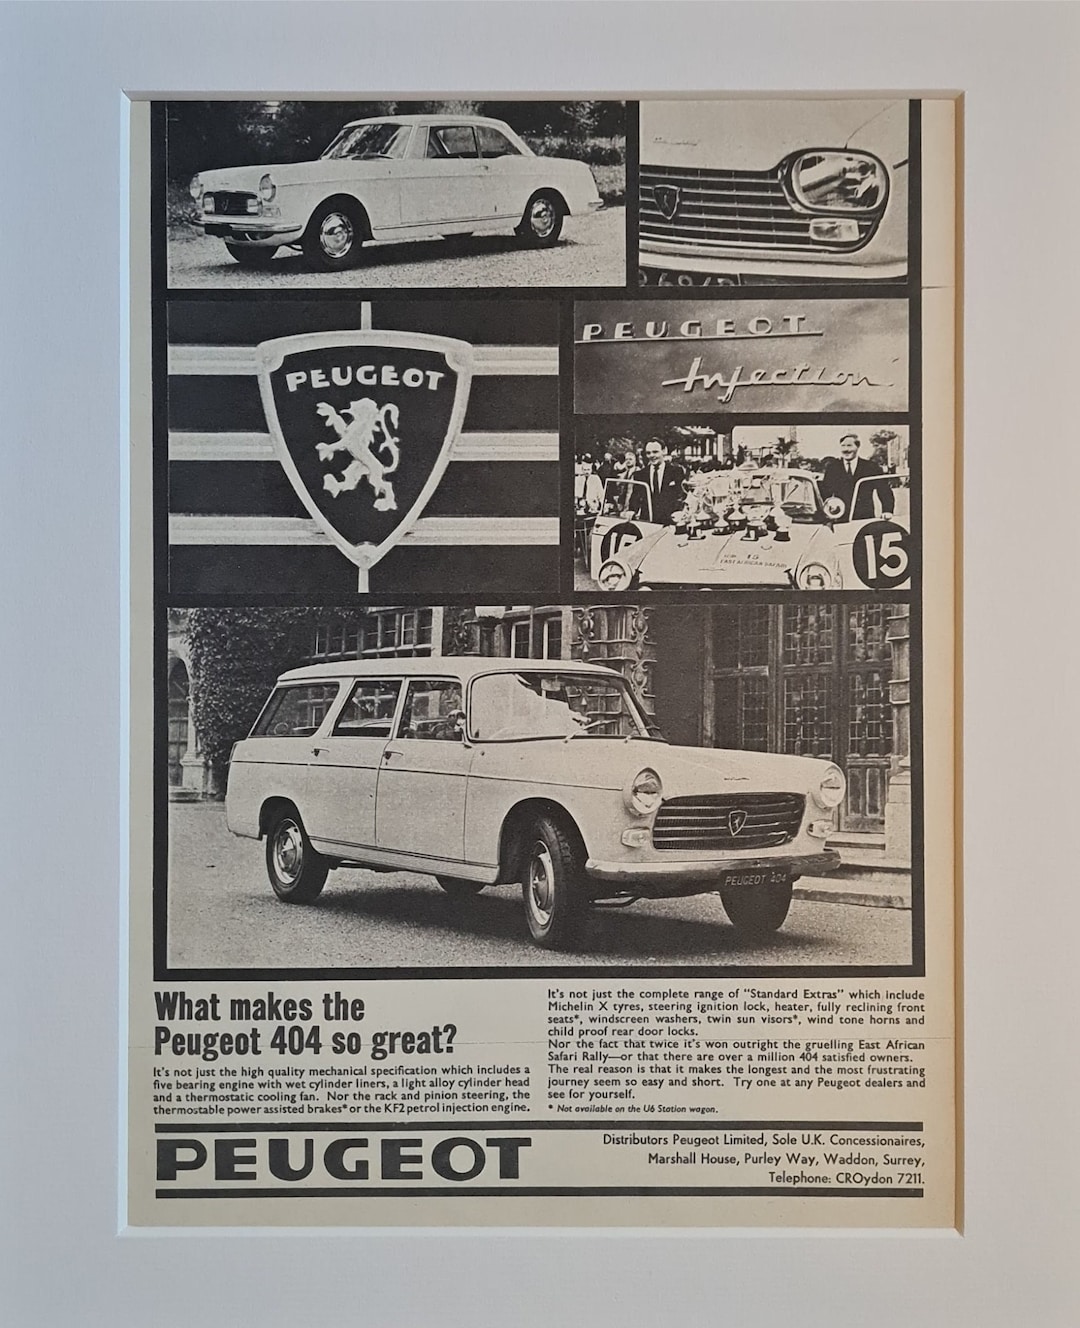 PEUGEOT
Injection
PEUGEOT
15
15
EAST AFRICAN SAFARI
15
PEUGEOT 404
What makes the
Peugeot 404 so great?
It's not just the high quality mechanical specification which includes a
five bearing engine with wet cylinder liners, a light alloy cylinder head
and a thermostatic cooling fan. Nor the rack and pinion steering, the
thermostable power assisted brakes* or the KF2 petrol injection engine.
It's not just the complete range of "Standard Extras" which include
Michelin X tyres, steering ignition lock, heater, fully reclining front
seats*, windscreen washers, twin sun visors*, wind tone horns and
child proof rear door locks.
Nor the fact that twice it's won outright the gruelling East African
Safari Rally—or that there are over a million 404 satisfied owners.
The real reason is that it makes the longest and the most frustrating
journey seem so easy and short. Try one at any Peugeot dealers and
see for yourself.
* Not available on the U6 Station wagon.
PEUGEOT
Distributors Peugeot Limited, Sole U.K. Concessionaires,
Marshall House, Purley Way, Waddon, Surrey,
Telephone: CROydon 7211.